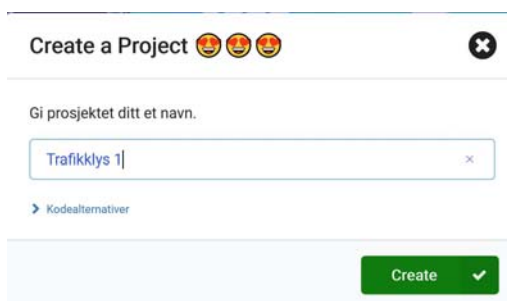 Create a Project 😍😍😍
Gi prosjektet ditt et navn.
Trafikklys 1
Kodealternativer
Create